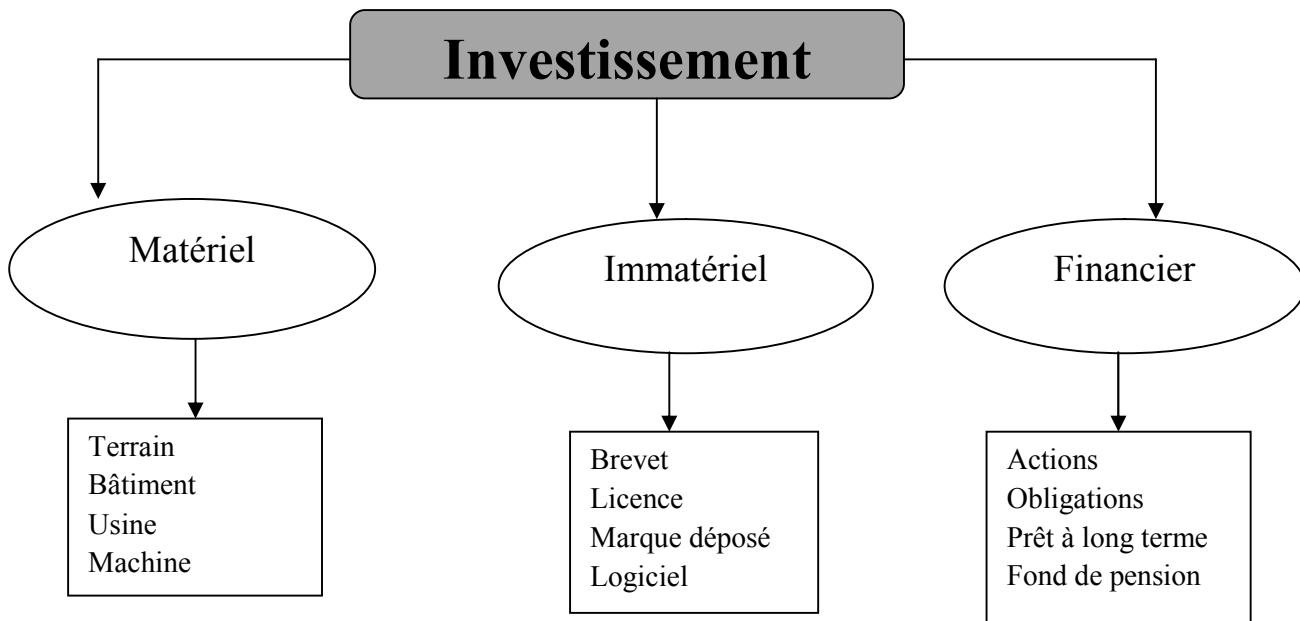 Investissement
Matériel
Immatériel
Financier
Terrain
Bâtiment
Usine
Machine
Brevet
Licence
Marque déposé
Logiciel
Actions
Obligations
Prêt à long terme
Fond de pension